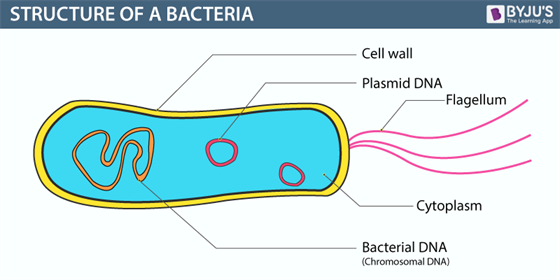 STRUCTURE OF A BACTERIA
BYJU'S
The Learning App
Cell wall
Plasmid DNA
Flagellum
Cytoplasm
Bacterial DNA
(Chromosomal DNA)